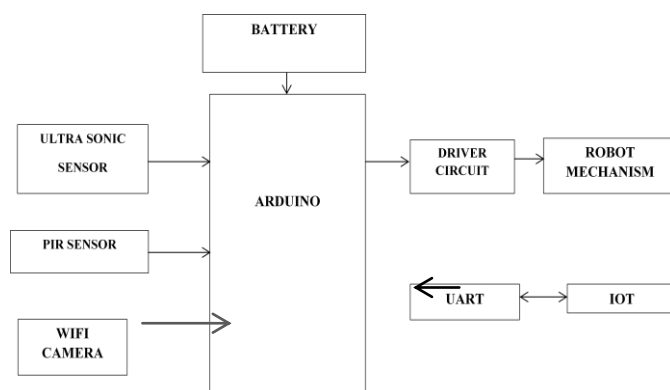 BATTERY
ULTRA SONIC
SENSOR
ARDUINO
DRIVER
CIRCUIT
ROBOT
MECHANISM
PIR SENSOR
UART
IOT
WIFI
CAMERA